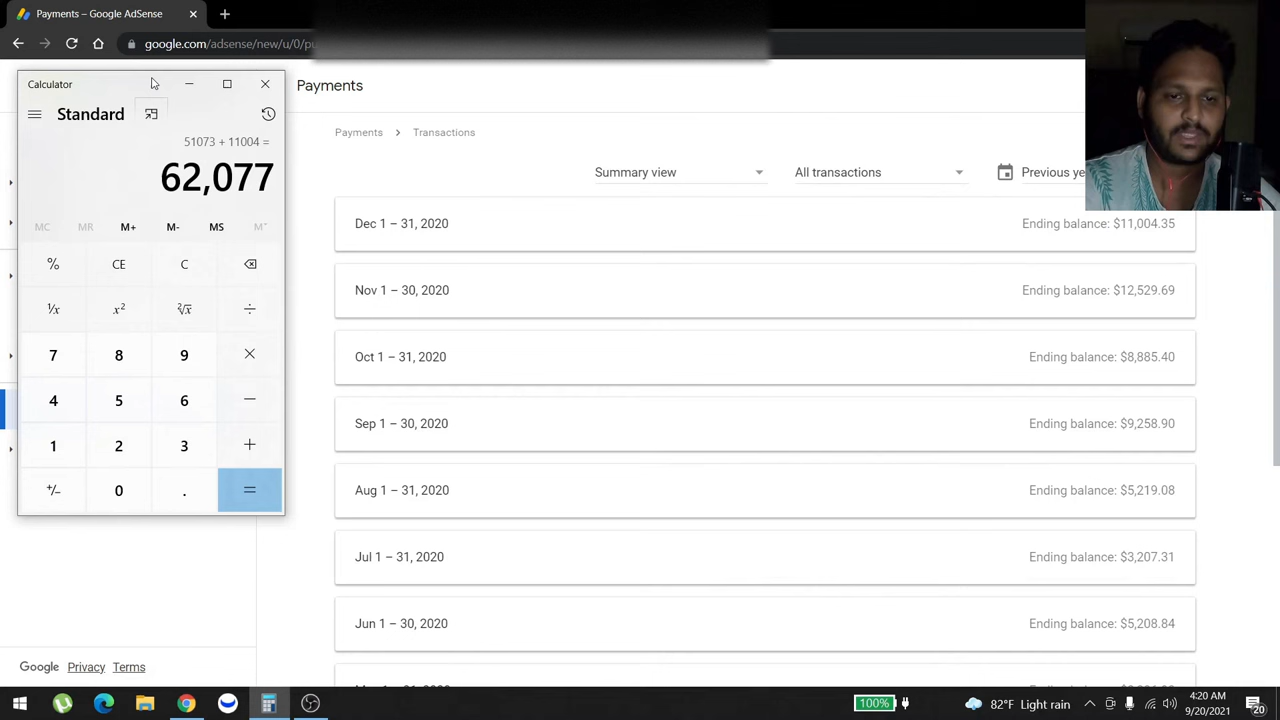 Payments – Google AdSense
google.com/adsense/new/u/0/pu
Calculator
Standard
51073 + 11004 =
62,077
MC MR M+ M- MS M˅
% CE C
¹/x x² ²√x ÷
7 8 9 ×
4 5 6 −
1 2 3 +
+/− 0 . =
Payments
Payments > Transactions
Summary view All transactions Previous ye
Dec 1 – 31, 2020 Ending balance: $11,004.35
Nov 1 – 30, 2020 Ending balance: $12,529.69
Oct 1 – 31, 2020 Ending balance: $8,885.40
Sep 1 – 30, 2020 Ending balance: $9,258.90
Aug 1 – 31, 2020 Ending balance: $5,219.08
Jul 1 – 31, 2020 Ending balance: $3,207.31
Jun 1 – 30, 2020 Ending balance: $5,208.84
Google Privacy Terms
100% 82°F Light rain 4:20 AM
9/20/2021 20